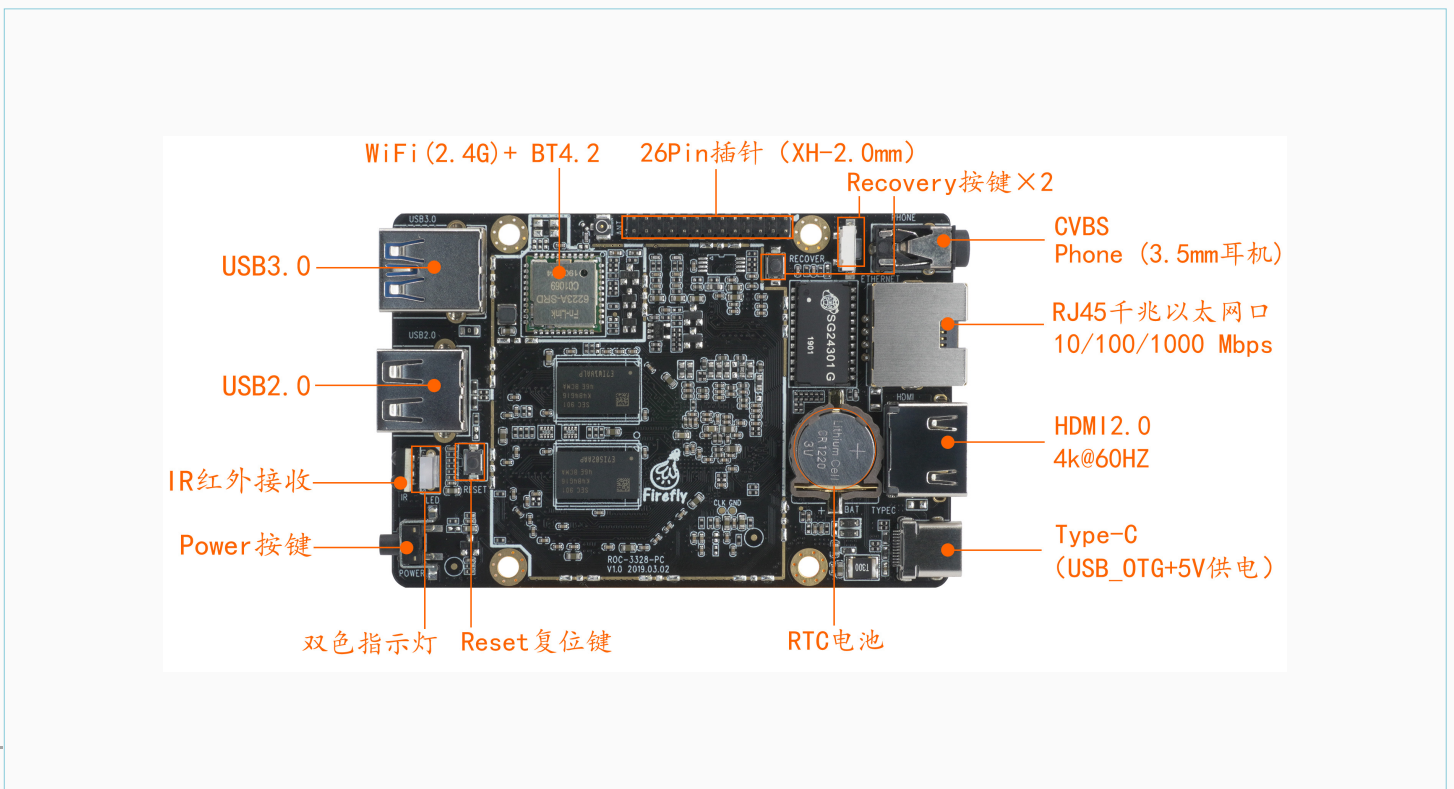 WiFi(2.4G)+ BT4.2
26Pin插针（XH-2.0mm）
Recovery按键×2
CVBS
Phone (3.5mm耳机)
USB3.0
RJ45千兆以太网口
10/100/1000 Mbps
USB2.0
HDMI2.0
4k@60HZ
IR红外接收
Power按键
Type-C
（USB_OTG+5V供电）
双色指示灯
Reset复位键
RTC电池
USB3.0
PHONE
RECOVER
ETHERNET
6223A-SRD
Fn-Link
SG24301 G
1901
USB2.0
HDMI
Lithium Cell
CR1220
3V
Firefly
IR
LED
RESET
CLK GND
+
BAT
TYPEC
POWER
ROC-3328-PC
V1.0 2019.03.02
T300